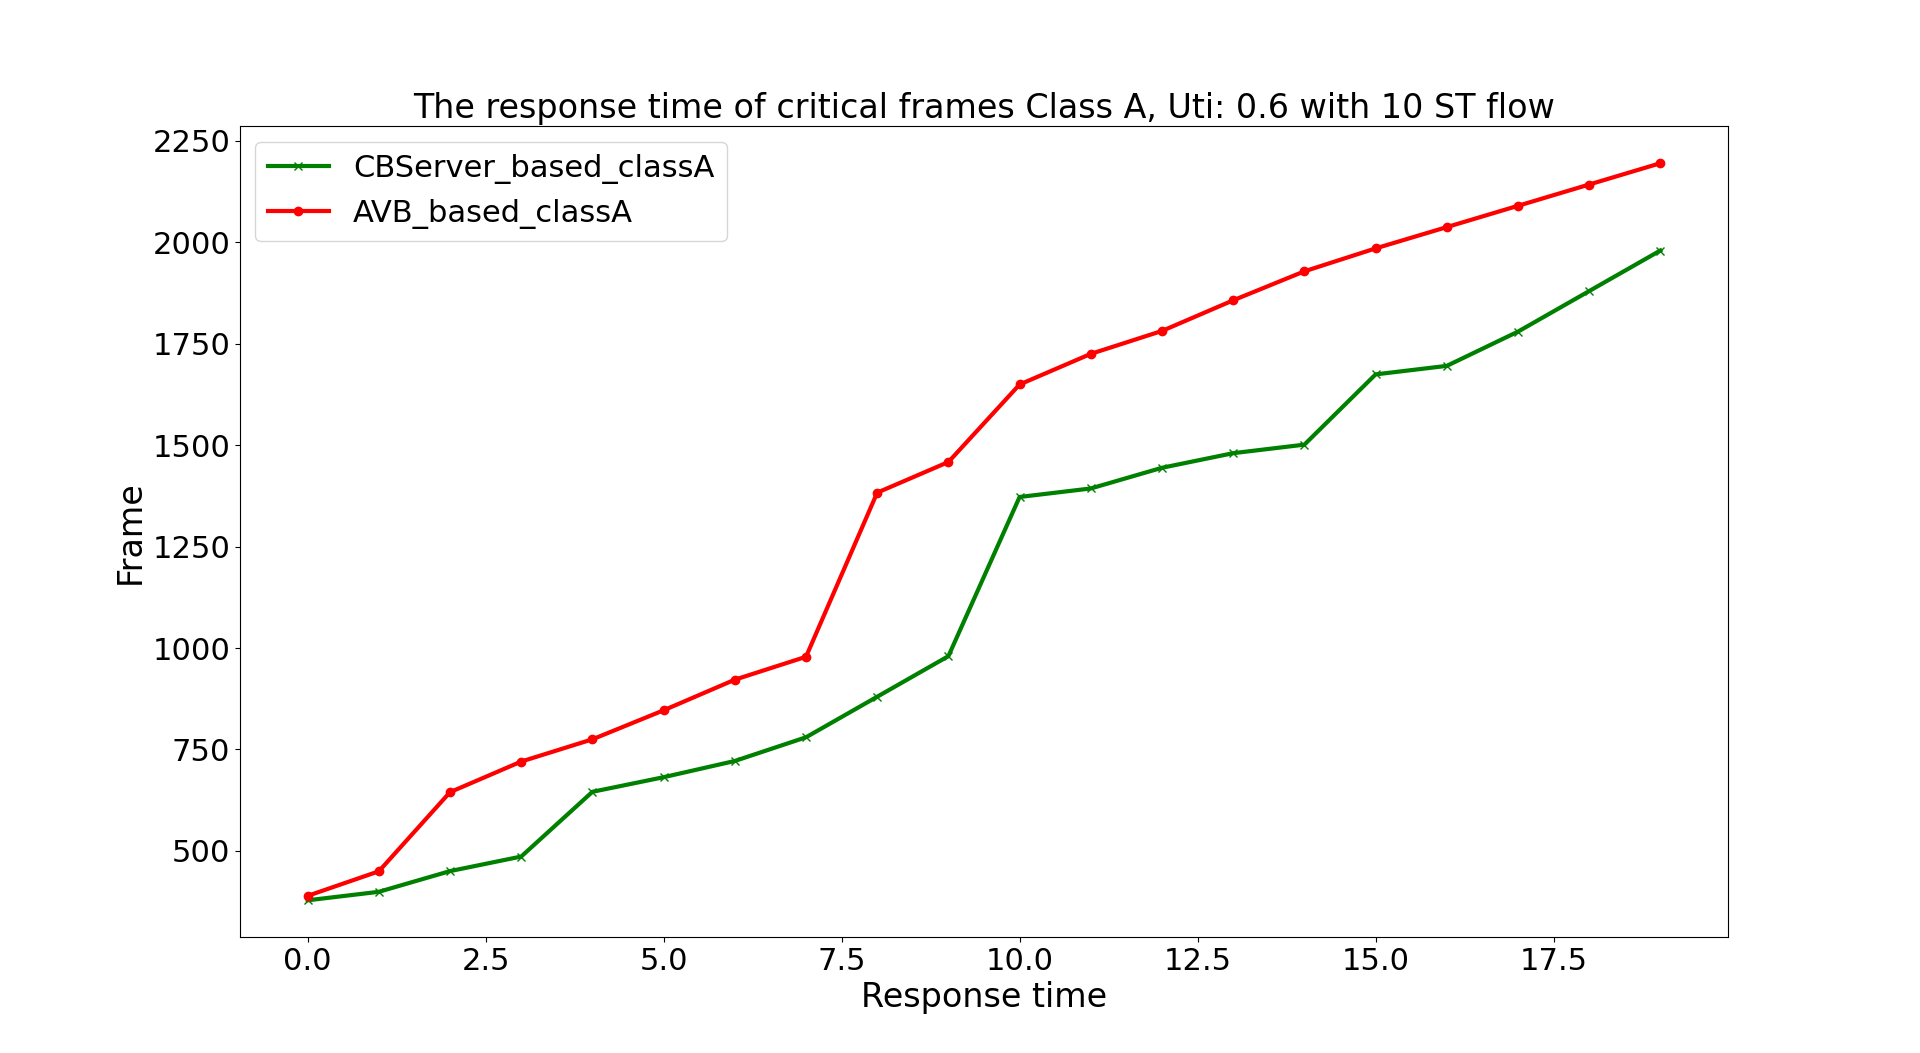 The response time of critical frames Class A, Uti: 0.6 with 10 ST flow
CBServer_based_classA
AVB_based_classA
2250
2000
1750
1500
1250
1000
750
500
Frame
0.0 2.5 5.0 7.5 10.0 12.5 15.0 17.5
Response time